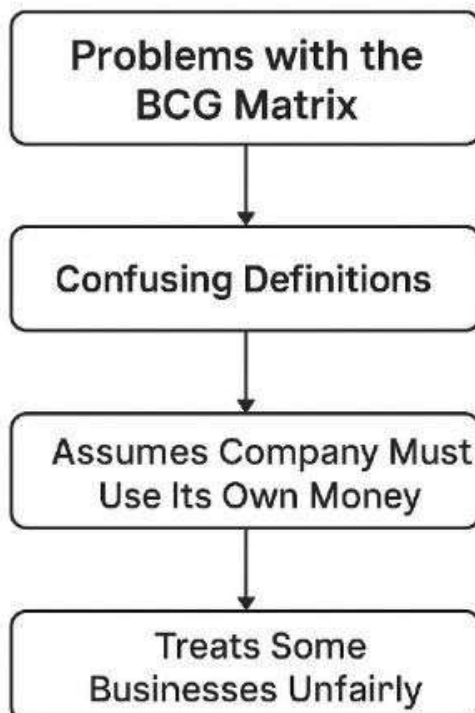 Problems with the
BCG Matrix
Confusing Definitions
Assumes Company Must
Use Its Own Money
Treats Some
Businesses Unfairly